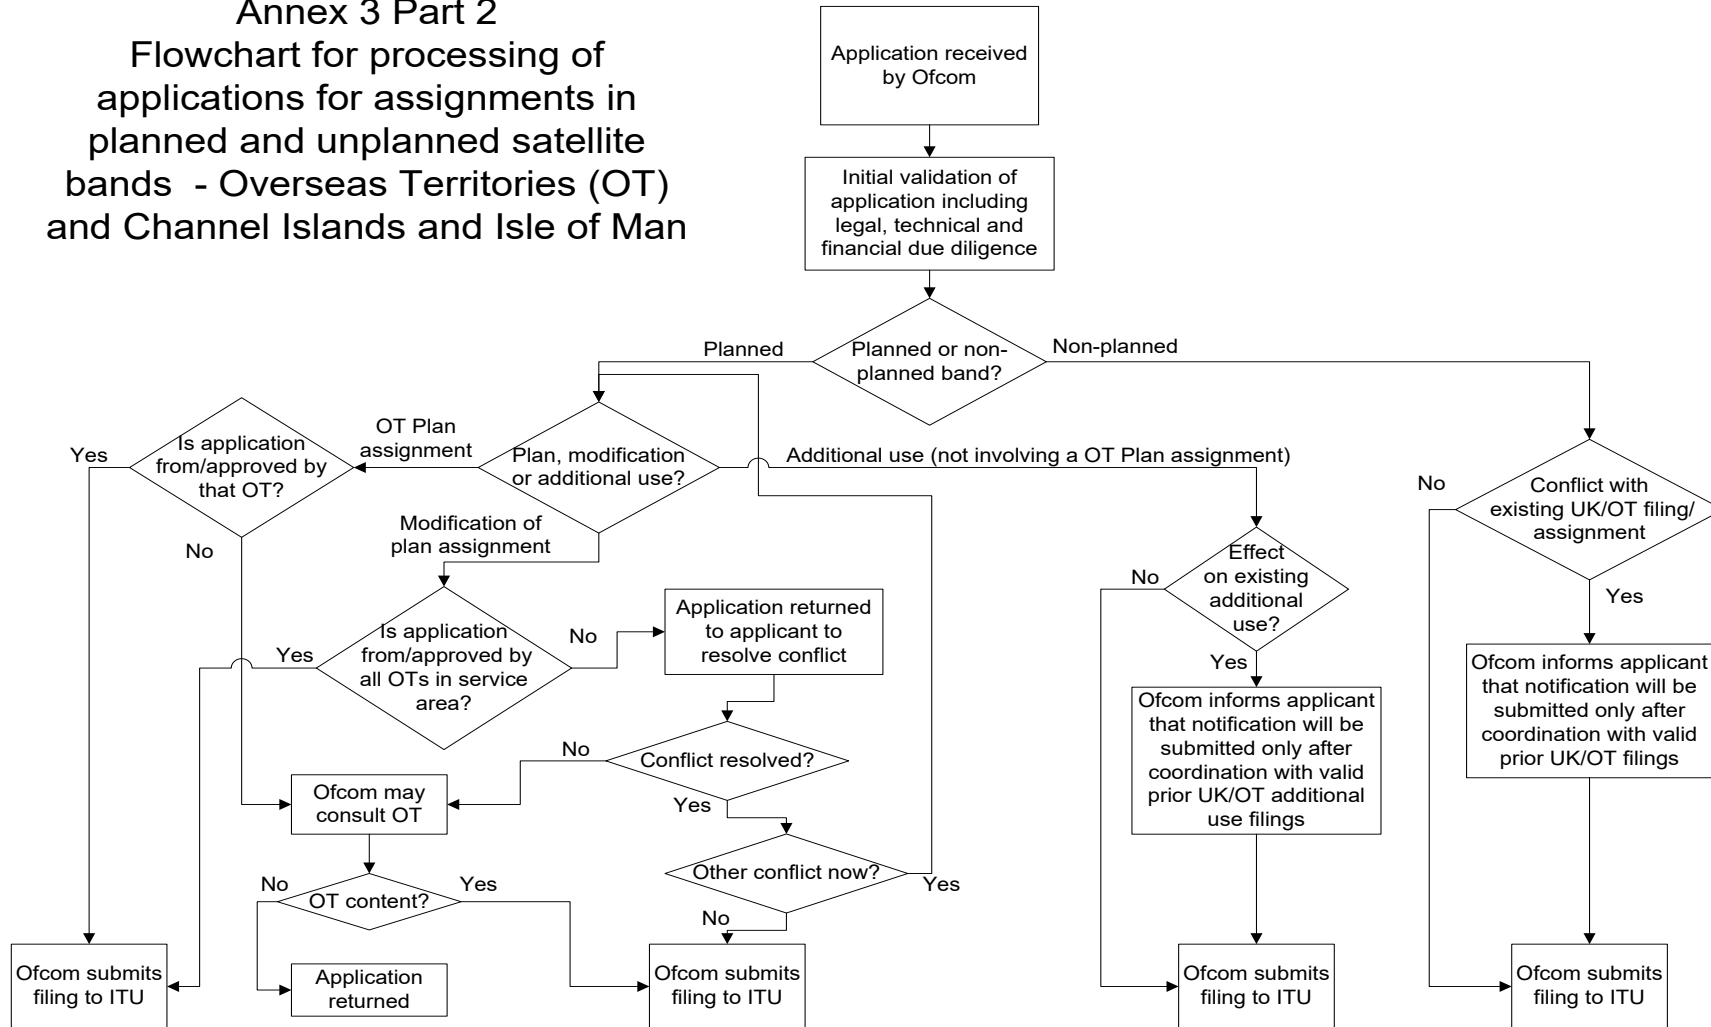 Annex 3 Part 2
Flowchart for processing of
applications for assignments in
planned and unplanned satellite
bands - Overseas Territories (OT)
and Channel Islands and Isle of Man
Application received
by Ofcom
Initial validation of
application including
legal, technical and
financial due diligence
Planned
Planned or non-
planned band?
Non-planned
Yes
Is application
from/approved by
that OT?
No
OT Plan
assignment
Plan, modification
or additional use?
Additional use (not involving a OT Plan assignment)
Modification of
plan assignment
No
Conflict with
existing UK/OT filing/
assignment
Yes
No
Effect
on existing
additional
use?
Yes
Yes
Is application
from/approved by
all OTs in service
area?
No
Application returned
to applicant to
resolve conflict
Ofcom informs applicant
that notification will be
submitted only after
coordination with valid
prior UK/OT additional
use filings
Ofcom informs applicant
that notification will be
submitted only after
coordination with valid
prior UK/OT filings
No
Conflict resolved?
Yes
Ofcom may
consult OT
Other conflict now?
Yes
No
No
OT content?
Yes
Ofcom submits
filing to ITU
Application
returned
Ofcom submits
filing to ITU
Ofcom submits
filing to ITU
Ofcom submits
filing to ITU